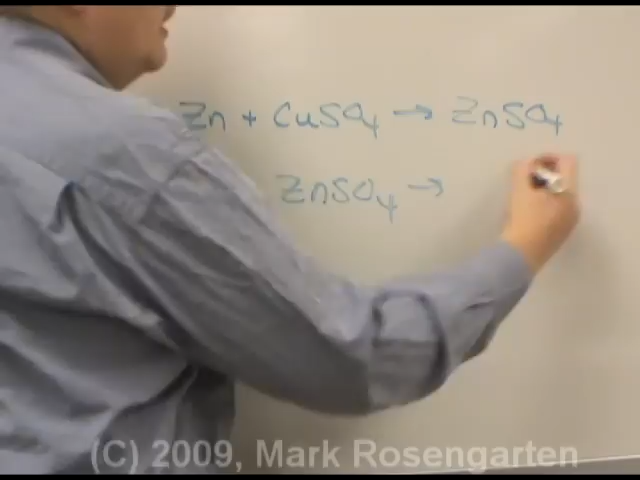 Zn + CuSO4 → ZnSO4
ZnSO4 →
(C) 2009, Mark Rosengarten